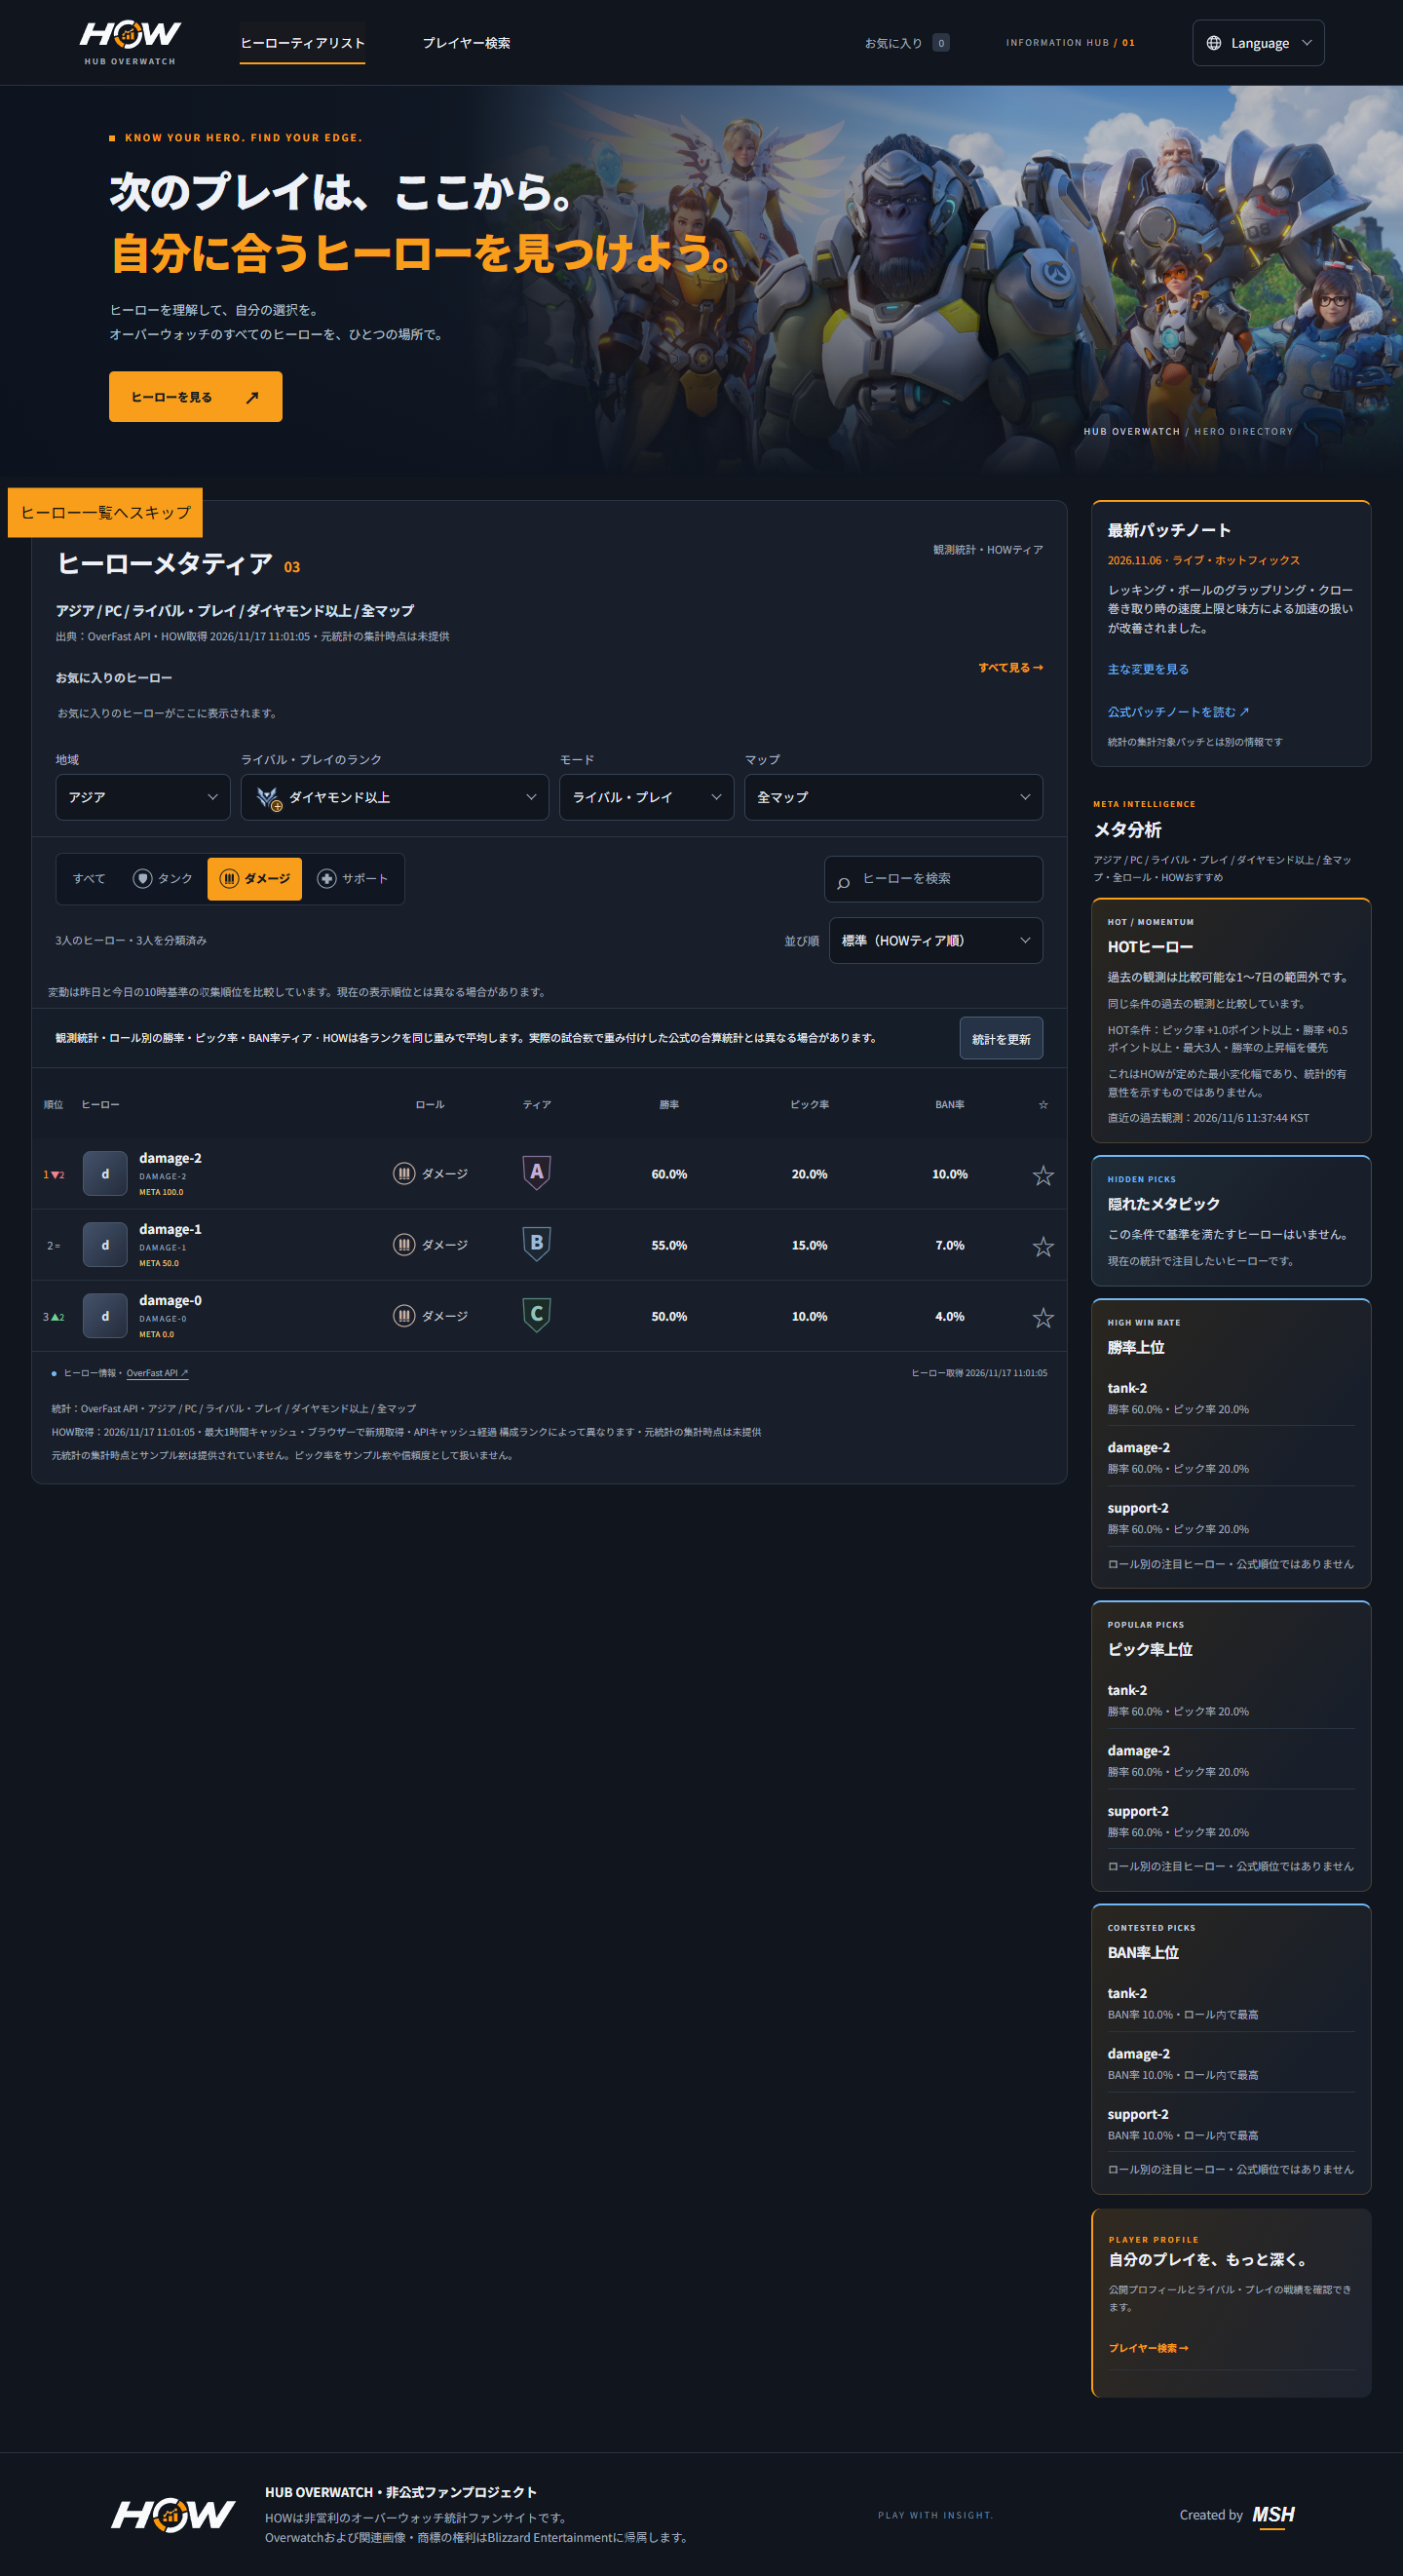 HOW
HUB OVERWATCH
ヒーローティアリスト
プレイヤー検索
お気に入り 0
INFORMATION HUB / 01
Language
KNOW YOUR HERO. FIND YOUR EDGE.
次のプレイは、ここから。
自分に合うヒーローを見つけよう。
ヒーローを理解して、自分の選択を。
オーバーウォッチのすべてのヒーローを、ひとつの場所で。
ヒーローを見る ↗
HUB OVERWATCH / HERO DIRECTORY
ヒーロー一覧へスキップ
ヒーローメタティア 03
観測統計・HOWティア
アジア / PC / ライバル・プレイ / ダイヤモンド以上 / 全マップ
出典：OverFast API・HOW取得 2026/11/17 11:01:05・元統計の集計時点は未提供
お気に入りのヒーロー
すべて見る →
お気に入りのヒーローがここに表示されます。
地域
ライバル・プレイのランク
モード
マップ
アジア
ダイヤモンド以上
ライバル・プレイ
全マップ
すべて
タンク
ダメージ
サポート
ヒーローを検索
3人のヒーロー・3人を分類済み
並び順
標準（HOWティア順）
変動は昨日と今日の10時基準の収集順位を比較しています。現在の表示順位とは異なる場合があります。
観測統計・ロール別の勝率・ピック率・BAN率ティア · HOWは各ランクを同じ重みで平均します。実際の試合数で重み付けした公式の合算統計とは異なる場合があります。
統計を更新
順位 ヒーロー ロール ティア 勝率 ピック率 BAN率 ☆
1 ▼2 d damage-2 ダメージ A 60.0% 20.0% 10.0% ☆
DAMAGE-2
META 100.0
2 = d damage-1 ダメージ B 55.0% 15.0% 7.0% ☆
DAMAGE-1
META 50.0
3 ▲2 d damage-0 ダメージ C 50.0% 10.0% 4.0% ☆
DAMAGE-0
META 0.0
ヒーロー情報・ OverFast API ↗
ヒーロー取得 2026/11/17 11:01:05
統計：OverFast API・アジア / PC / ライバル・プレイ / ダイヤモンド以上 / 全マップ
HOW取得：2026/11/17 11:01:05・最大1時間キャッシュ・ブラウザーで新規取得・APIキャッシュ経過 構成ランクによって異なります・元統計の集計時点は未提供
元統計の集計時点とサンプル数は提供されていません。ピック率をサンプル数や信頼度として扱いません。
最新パッチノート
2026.11.06 · ライブ・ホットフィックス
レッキング・ボールのグラップリング・クロー
巻き取り時の速度上限と味方による加速の扱い
が改善されました。
主な変更を見る
公式パッチノートを読む ↗
統計の集計対象パッチとは別の情報です
META INTELLIGENCE
メタ分析
アジア / PC / ライバル・プレイ / ダイヤモンド以上 / 全マッ
プ・全ロール・HOWおすすめ
HOT / MOMENTUM
HOTヒーロー
過去の観測は比較可能な1〜7日の範囲外です。
同じ条件の過去の観測と比較しています。
HOT条件：ピック率 +1.0ポイント以上・勝率 +0.5
ポイント以上・最大3人・勝率の上昇幅を優先
これはHOWが定めた最小変化幅であり、統計的有
意性を示すものではありません。
直近の過去観測：2026/11/6 11:37:44 KST
HIDDEN PICKS
隠れたメタピック
この条件で基準を満たすヒーローはいません。
現在の統計で注目したいヒーローです。
HIGH WIN RATE
勝率上位
tank-2
勝率 60.0%・ピック率 20.0%
damage-2
勝率 60.0%・ピック率 20.0%
support-2
勝率 60.0%・ピック率 20.0%
ロール別の注目ヒーロー・公式順位ではありません
POPULAR PICKS
ピック率上位
tank-2
勝率 60.0%・ピック率 20.0%
damage-2
勝率 60.0%・ピック率 20.0%
support-2
勝率 60.0%・ピック率 20.0%
ロール別の注目ヒーロー・公式順位ではありません
CONTESTED PICKS
BAN率上位
tank-2
BAN率 10.0%・ロール内で最高
damage-2
BAN率 10.0%・ロール内で最高
support-2
BAN率 10.0%・ロール内で最高
ロール別の注目ヒーロー・公式順位ではありません
PLAYER PROFILE
自分のプレイを、もっと深く。
公開プロフィールとライバル・プレイの戦績を確認でき
ます。
プレイヤー検索 →
HOW
HUB OVERWATCH・非公式ファンプロジェクト
HOWは非営利のオーバーウォッチ統計ファンサイトです。
Overwatchおよび関連画像・商標の権利はBlizzard Entertainmentに帰属します。
PLAY WITH INSIGHT.
Created by MSH